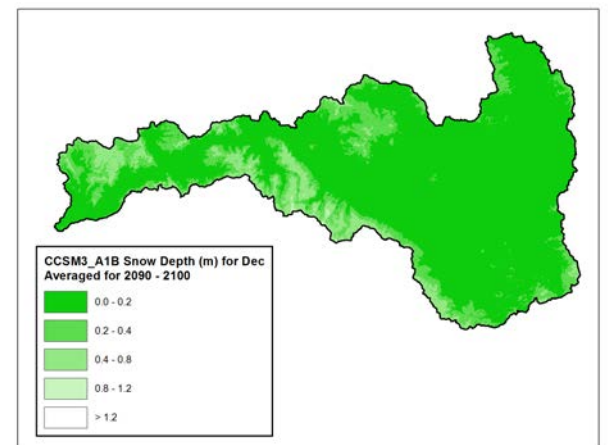 CCSM3_A1B Snow Depth (m) for Dec
Averaged for 2090 - 2100
0.0 - 0.2
0.2 - 0.4
0.4 - 0.8
0.8 - 1.2
> 1.2